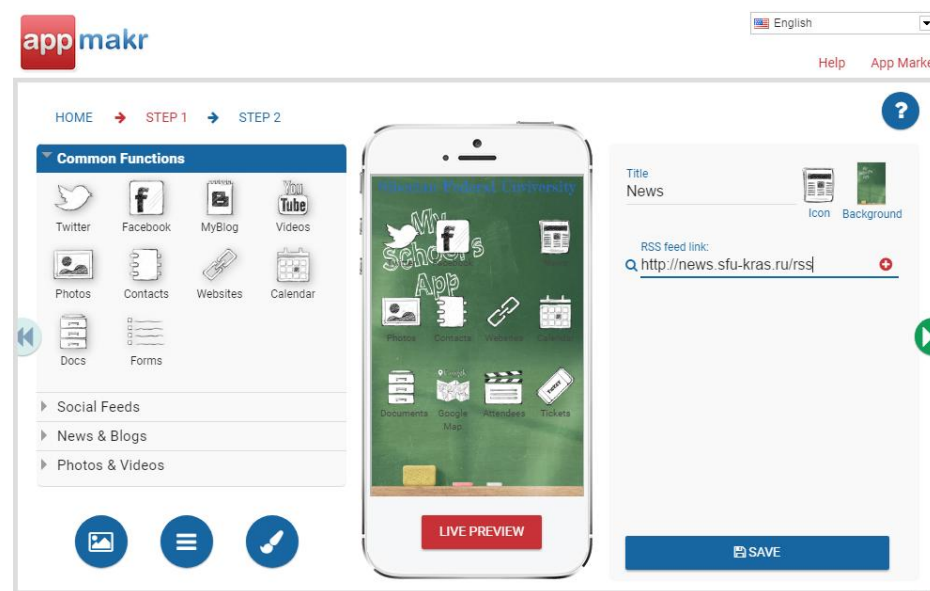 appmakr
English
Help App Marke
HOME STEP 1 STEP 2
?
Common Functions
Twitter Facebook MyBlog Videos
You
Tube
Photos Contacts Websites Calendar
Docs Forms
Social Feeds
News & Blogs
Photos & Videos
Siberian Federal University
My
School's
App
Photos Contacts Websites Calendar
Documents Google Map Attendees Tickets
LIVE PREVIEW
Title
News
Icon Background
RSS feed link:
http://news.sfu-kras.ru/rss
SAVE